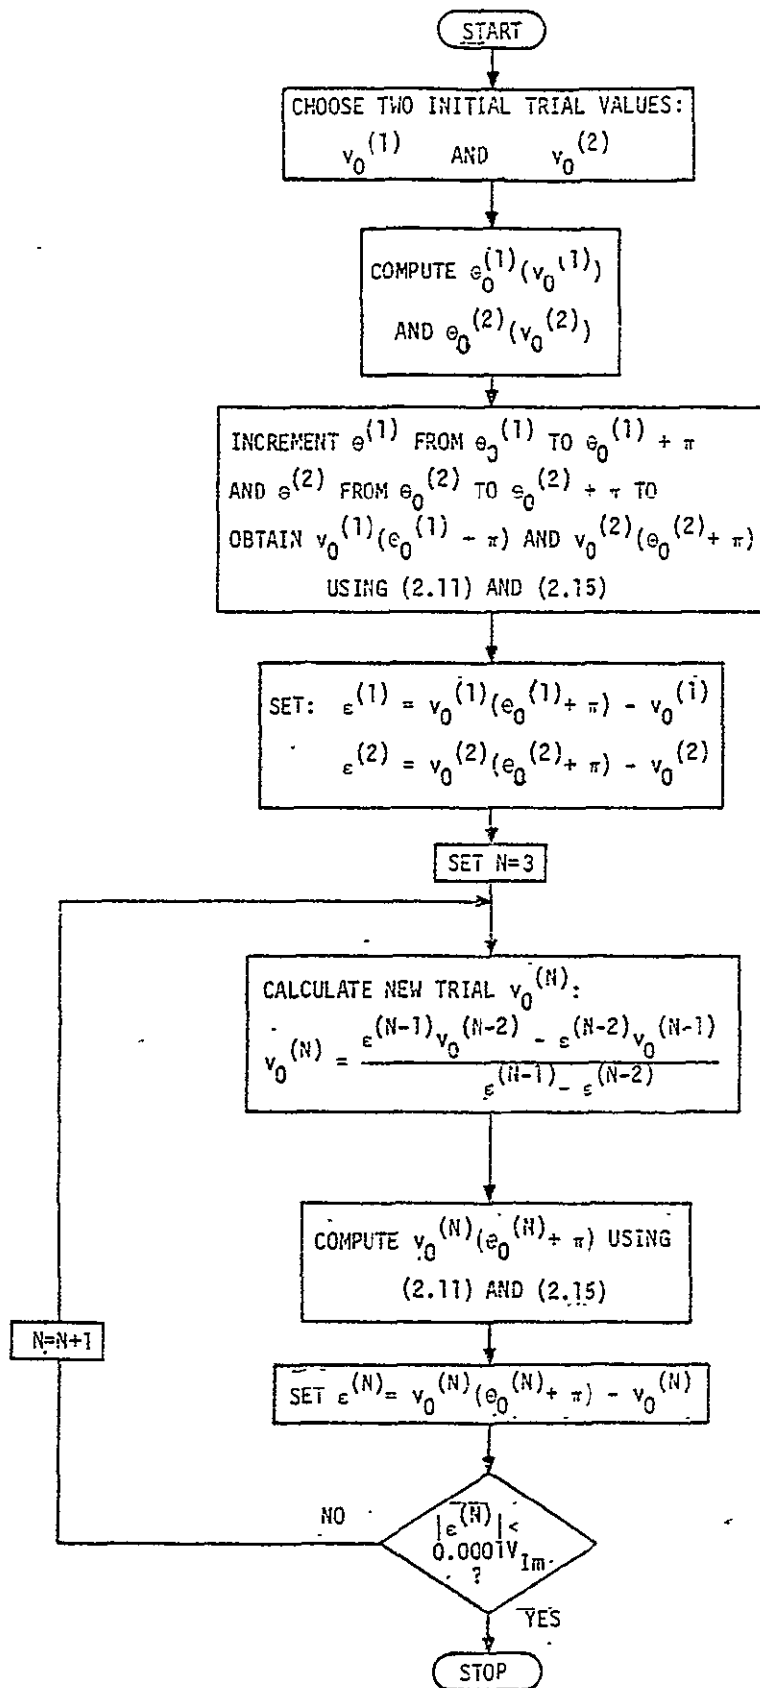 START
CHOOSE TWO INITIAL TRIAL VALUES:
v₀⁽¹⁾ AND v₀⁽²⁾
COMPUTE θ₀⁽¹⁾(v₀⁽¹⁾)
AND θ₀⁽²⁾(v₀⁽²⁾)
INCREMENT θ⁽¹⁾ FROM θ₀⁽¹⁾ TO θ₀⁽¹⁾ + π
AND θ⁽²⁾ FROM θ₀⁽²⁾ TO θ₀⁽²⁾ + π TO
OBTAIN v₀⁽¹⁾(θ₀⁽¹⁾ - π) AND v₀⁽²⁾(θ₀⁽²⁾ + π)
USING (2.11) AND (2.15)
SET: ε⁽¹⁾ = v₀⁽¹⁾(θ₀⁽¹⁾ + π) - v₀⁽¹⁾
ε⁽²⁾ = v₀⁽²⁾(θ₀⁽²⁾ + π) - v₀⁽²⁾
SET N=3
CALCULATE NEW TRIAL v₀⁽ᴺ⁾:
v₀⁽ᴺ⁾ = (ε⁽ᴺ⁻¹⁾v₀⁽ᴺ⁻²⁾ - ε⁽ᴺ⁻²⁾v₀⁽ᴺ⁻¹⁾) / (ε⁽ᴺ⁻¹⁾ - ε⁽ᴺ⁻²⁾)
COMPUTE v₀⁽ᴺ⁾(θ₀⁽ᴺ⁾ + π) USING
(2.11) AND (2.15)
N=N+1
SET ε⁽ᴺ⁾ = v₀⁽ᴺ⁾(θ₀⁽ᴺ⁾ + π) - v₀⁽ᴺ⁾
NO
|ε⁽ᴺ⁾| <
0.0001V_Im
?
YES
STOP